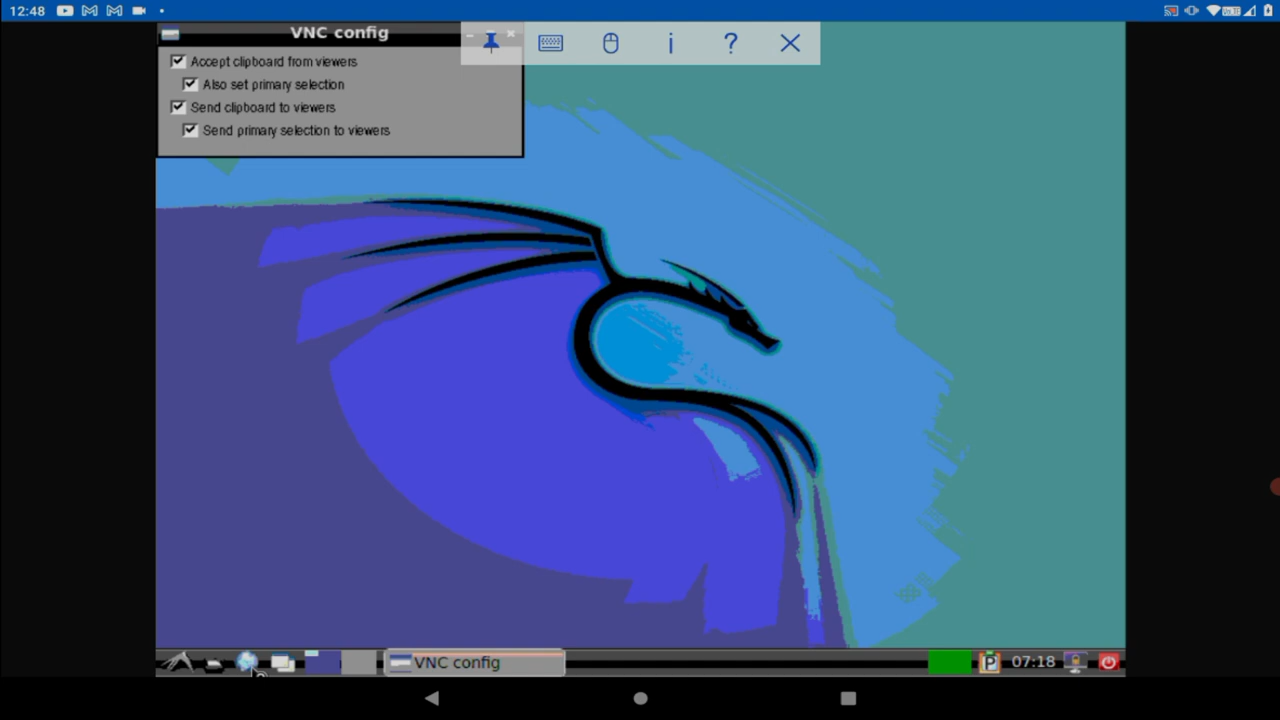 12:48
VNC config
Accept clipboard from viewers
Also set primary selection
Send clipboard to viewers
Send primary selection to viewers
VNC config
P
07:18